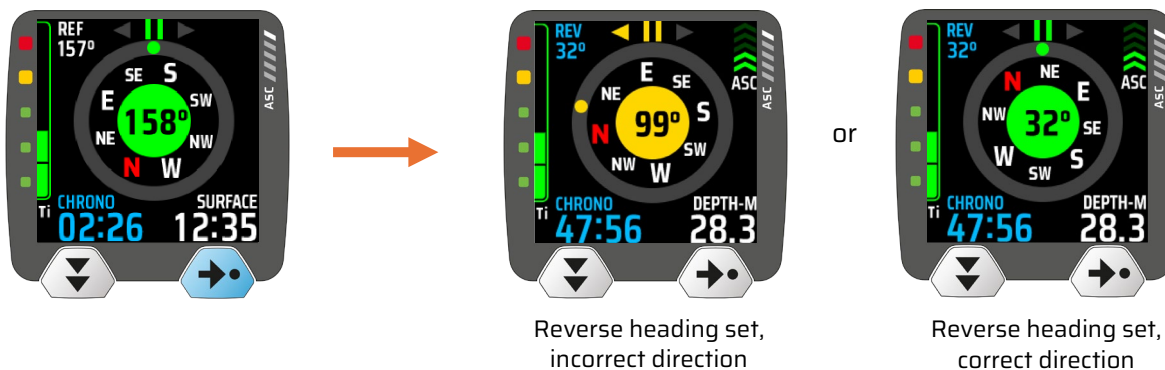 REF
157°
SE S
E SW
158°
NE NW
N W
ASC
Ti
CHRONO SURFACE
02:26 12:35
REV
32°
E
NE SE
ASC
ASC
99° S
N
NW SW
W
Ti
CHRONO DEPTH-M
47:56 28.3
Reverse heading set,
incorrect direction
or
REV
32°
N NE
E
ASC
ASC
NW 32° SE
W S
SW
Ti
CHRONO DEPTH-M
47:56 28.3
Reverse heading set,
correct direction